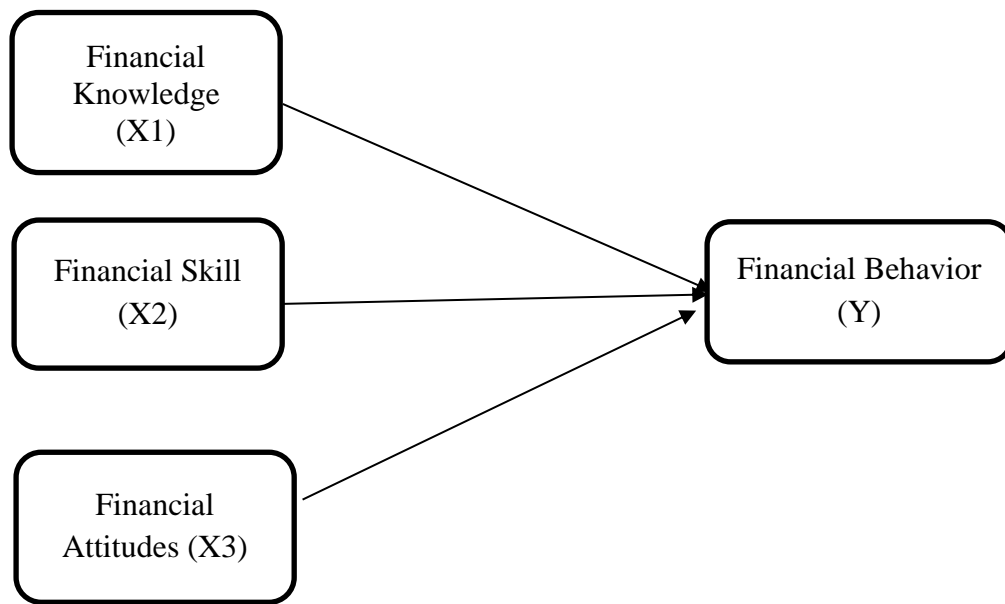 Financial
Knowledge
(X1)
Financial Skill
(X2)
Financial Behavior
(Y)
Financial
Attitudes (X3)